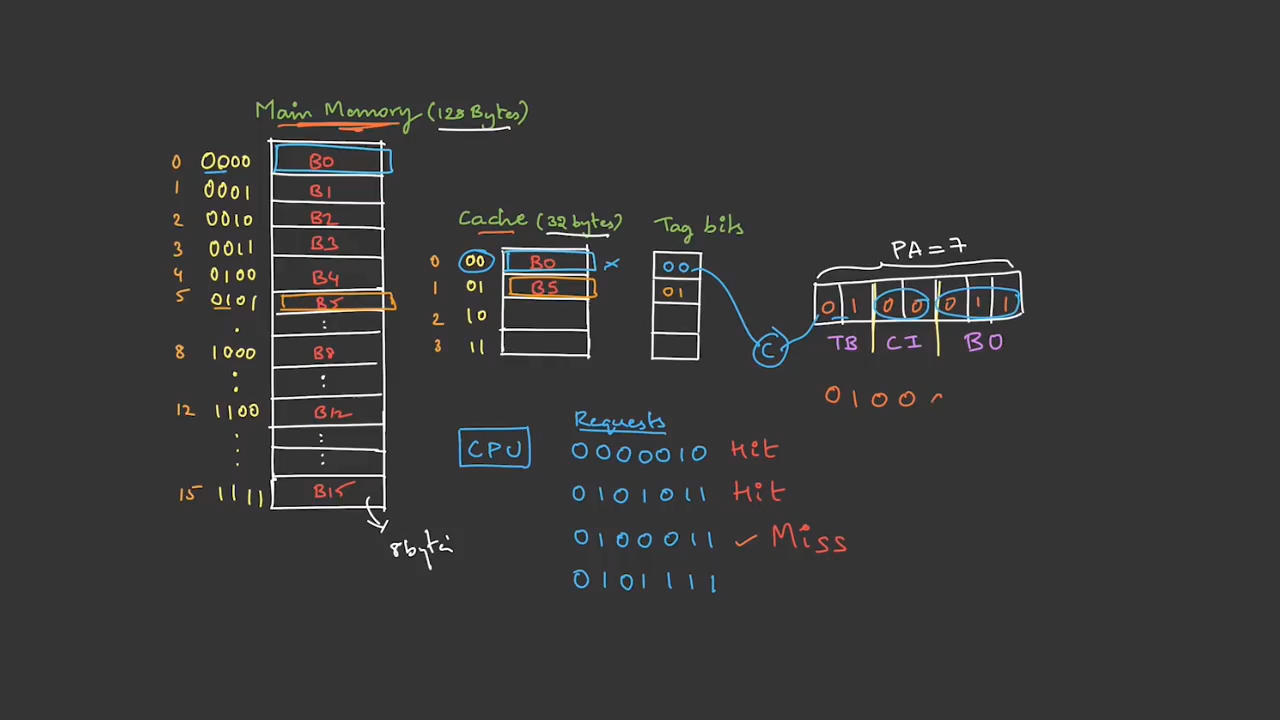 Main Memory (128 Bytes)
0 0000 B0
1 0001 B1
2 0010 B2
3 0011 B3
4 0100 B4
5 0101 B5
8 1000 B8
12 1100 B12
15 1111 B15
8 byte
Cache (32 bytes) Tag bits
0 00 B0 × 00
1 01 B5 01
2 10
3 11
C
PA = 7
0 1 0 0 0 1 1
TB CI BO
0 1 0 0
CPU
Requests
0000010 Hit
0101011 Hit
0100011 ✓ Miss
0101111